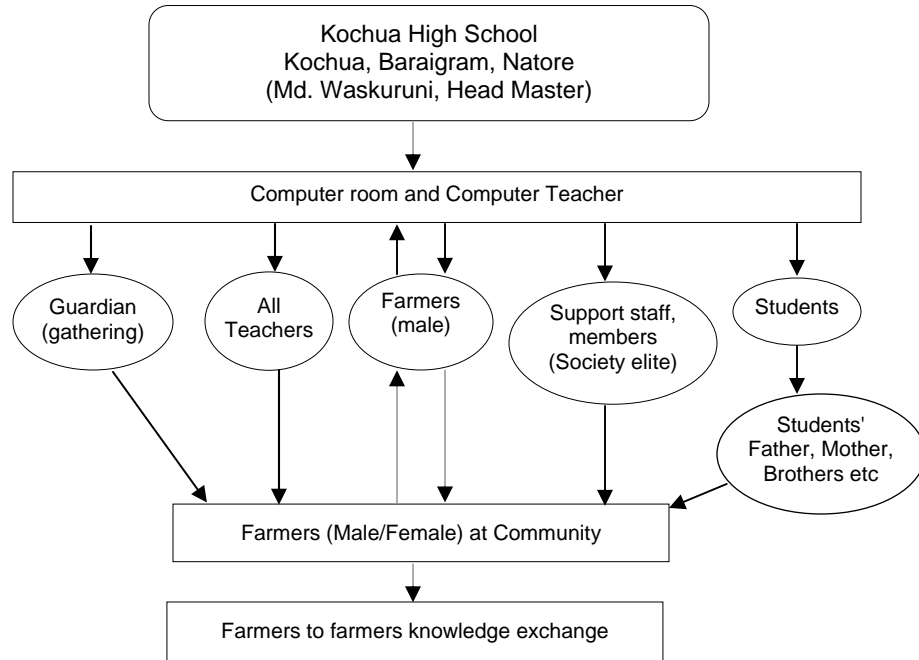 Kochua High School
Kochua, Baraigram, Natore
(Md. Waskuruni, Head Master)
Computer room and Computer Teacher
Guardian
(gathering)
All
Teachers
Farmers
(male)
Support staff,
members
(Society elite)
Students
Students'
Father, Mother,
Brothers etc
Farmers (Male/Female) at Community
Farmers to farmers knowledge exchange